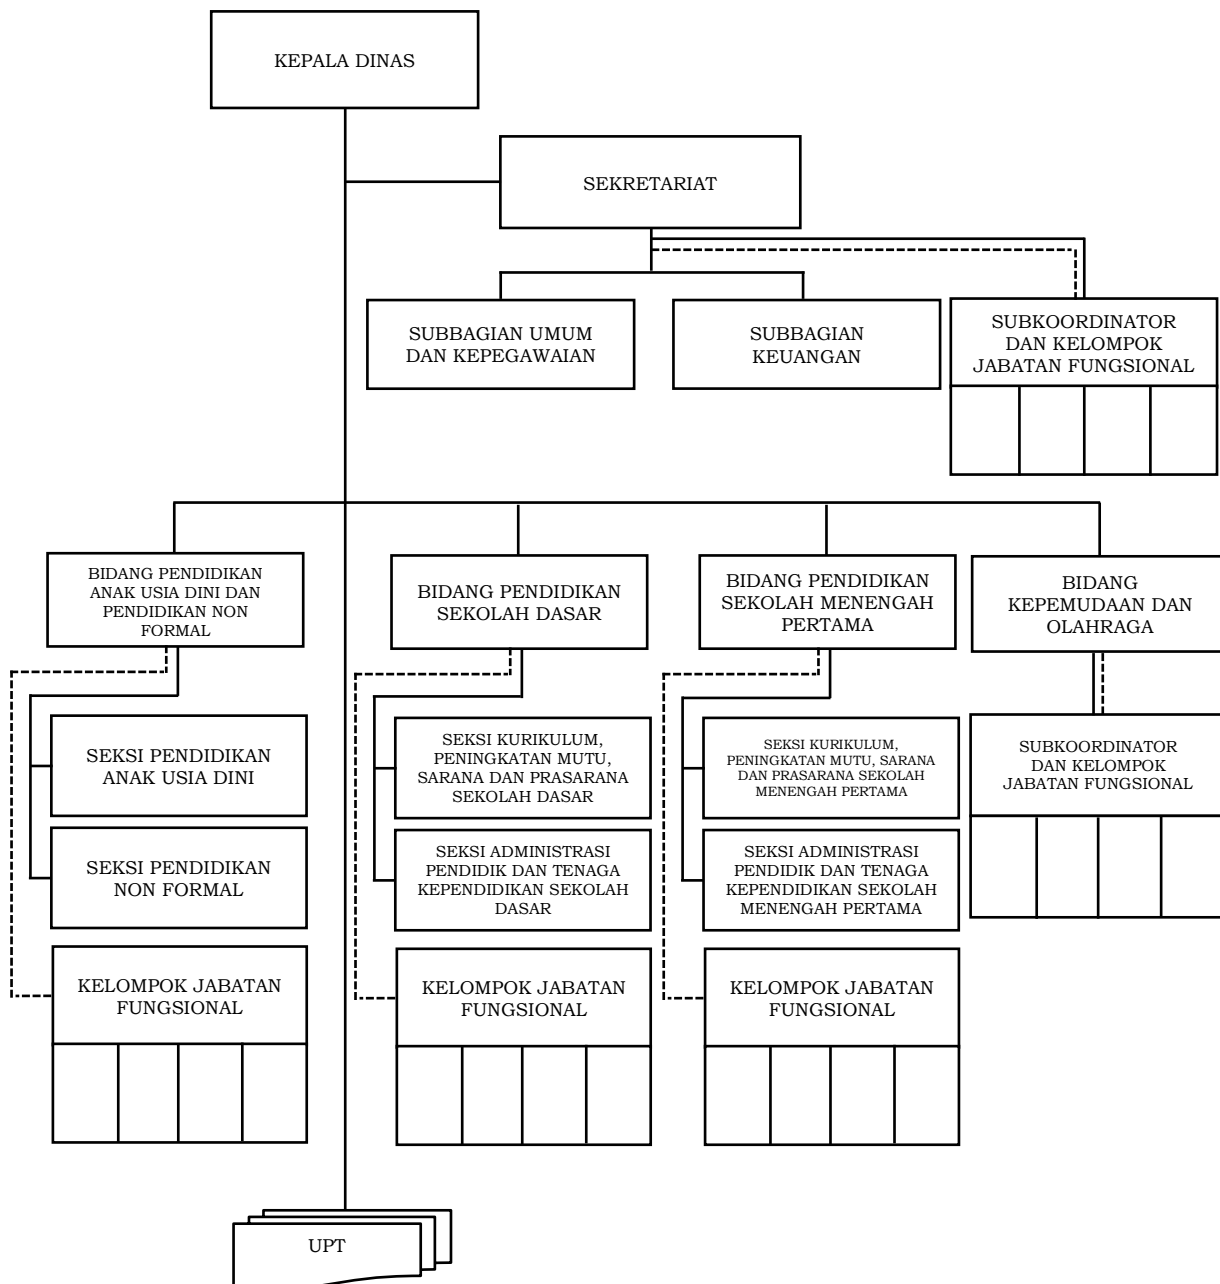 KEPALA DINAS
SEKRETARIAT
SUBBAGIAN UMUM
DAN KEPEGAWAIAN
SUBBAGIAN
KEUANGAN
SUBKOORDINATOR
DAN KELOMPOK
JABATAN FUNGSIONAL
BIDANG PENDIDIKAN
ANAK USIA DINI DAN
PENDIDIKAN NON
FORMAL
BIDANG PENDIDIKAN
SEKOLAH DASAR
BIDANG PENDIDIKAN
SEKOLAH MENENGAH
PERTAMA
BIDANG
KEPEMUDAAN DAN
OLAHRAGA
SEKSI PENDIDIKAN
ANAK USIA DINI
SEKSI KURIKULUM,
PENINGKATAN MUTU,
SARANA DAN PRASARANA
SEKOLAH DASAR
SEKSI KURIKULUM,
PENINGKATAN MUTU, SARANA
DAN PRASARANA SEKOLAH
MENENGAH PERTAMA
SUBKOORDINATOR
DAN KELOMPOK
JABATAN FUNGSIONAL
SEKSI PENDIDIKAN
NON FORMAL
SEKSI ADMINISTRASI
PENDIDIK DAN TENAGA
KEPENDIDIKAN SEKOLAH
DASAR
SEKSI ADMINISTRASI
PENDIDIK DAN TENAGA
KEPENDIDIKAN SEKOLAH
MENENGAH PERTAMA
KELOMPOK JABATAN
FUNGSIONAL
KELOMPOK JABATAN
FUNGSIONAL
KELOMPOK JABATAN
FUNGSIONAL
UPT